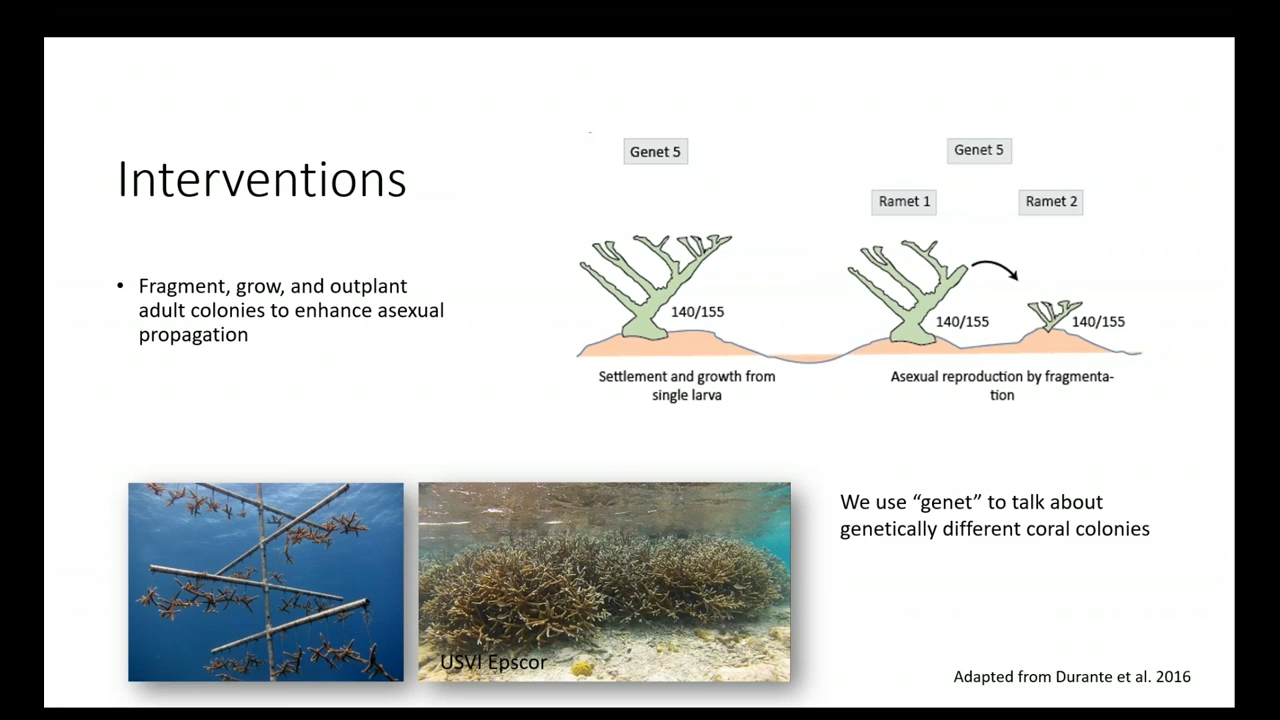 Interventions
• Fragment, grow, and outplant
adult colonies to enhance asexual
propagation
Genet 5
Genet 5
Ramet 1
Ramet 2
140/155
140/155
140/155
Settlement and growth from
single larva
Asexual reproduction by fragmenta-
tion
USVI Epscor
We use “genet” to talk about
genetically different coral colonies
Adapted from Durante et al. 2016